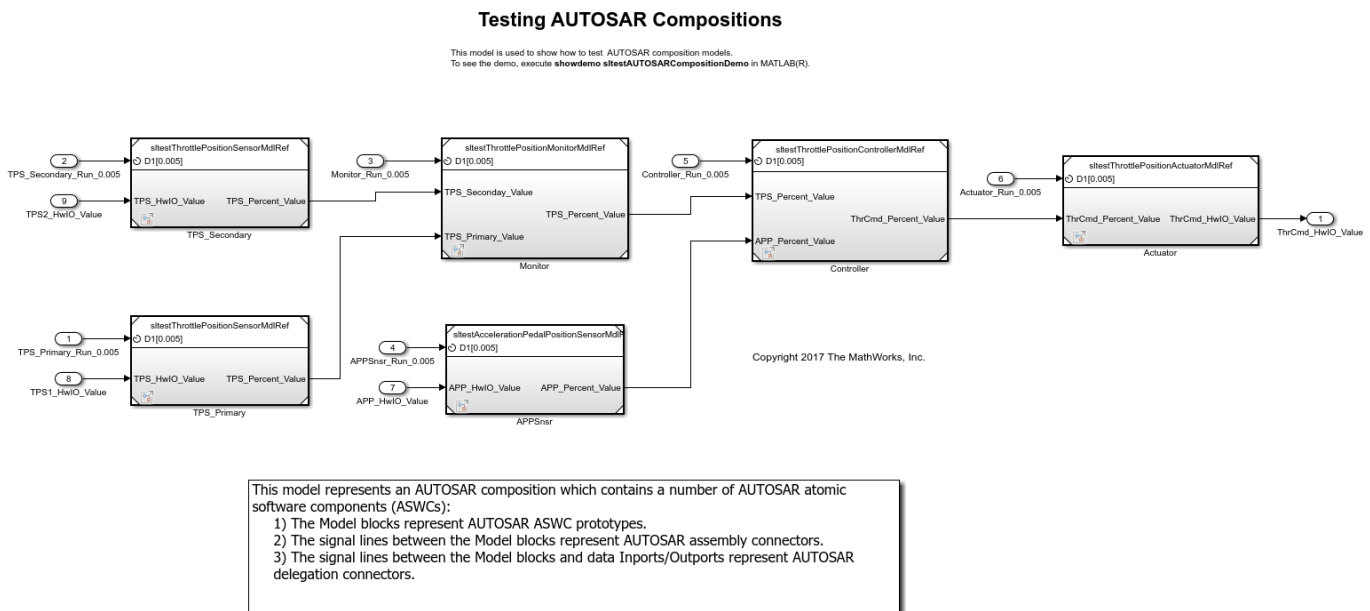 Testing AUTOSAR Compositions
This model is used to show how to test AUTOSAR composition models.
To see the demo, execute showdemo sltestAUTOSARCompositionDemo in MATLAB(R).
sltestThrottlePositionSensorMdlRef
2
D1[0.005]
TPS_Secondary_Run_0.005
9
TPS_HwIO_Value
TPS_Percent_Value
TPS2_HwIO_Value
TPS_Secondary
sltestThrottlePositionMonitorMdlRef
3
D1[0.005]
Monitor_Run_0.005
TPS_Seconday_Value
TPS_Percent_Value
TPS_Primary_Value
Monitor
sltestThrottlePositionControllerMdlRef
5
D1[0.005]
Controller_Run_0.005
TPS_Percent_Value
ThrCmd_Percent_Value
APP_Percent_Value
Controller
sltestThrottlePositionActuatorMdlRef
6
D1[0.005]
Actuator_Run_0.005
ThrCmd_Percent_Value
ThrCmd_HwIO_Value
1
ThrCmd_HwIO_Value
Actuator
sltestThrottlePositionSensorMdlRef
1
D1[0.005]
TPS_Primary_Run_0.005
8
TPS_HwIO_Value
TPS_Percent_Value
TPS1_HwIO_Value
TPS_Primary
sltestAccelerationPedalPositionSensorMdlR
4
D1[0.005]
APPSnsr_Run_0.005
7
APP_HwIO_Value
APP_Percent_Value
APP_HwIO_Value
APPSnsr
Copyright 2017 The MathWorks, Inc.
This model represents an AUTOSAR composition which contains a number of AUTOSAR atomic
software components (ASWCs):
1) The Model blocks represent AUTOSAR ASWC prototypes.
2) The signal lines between the Model blocks represent AUTOSAR assembly connectors.
3) The signal lines between the Model blocks and data Inports/Outports represent AUTOSAR
delegation connectors.